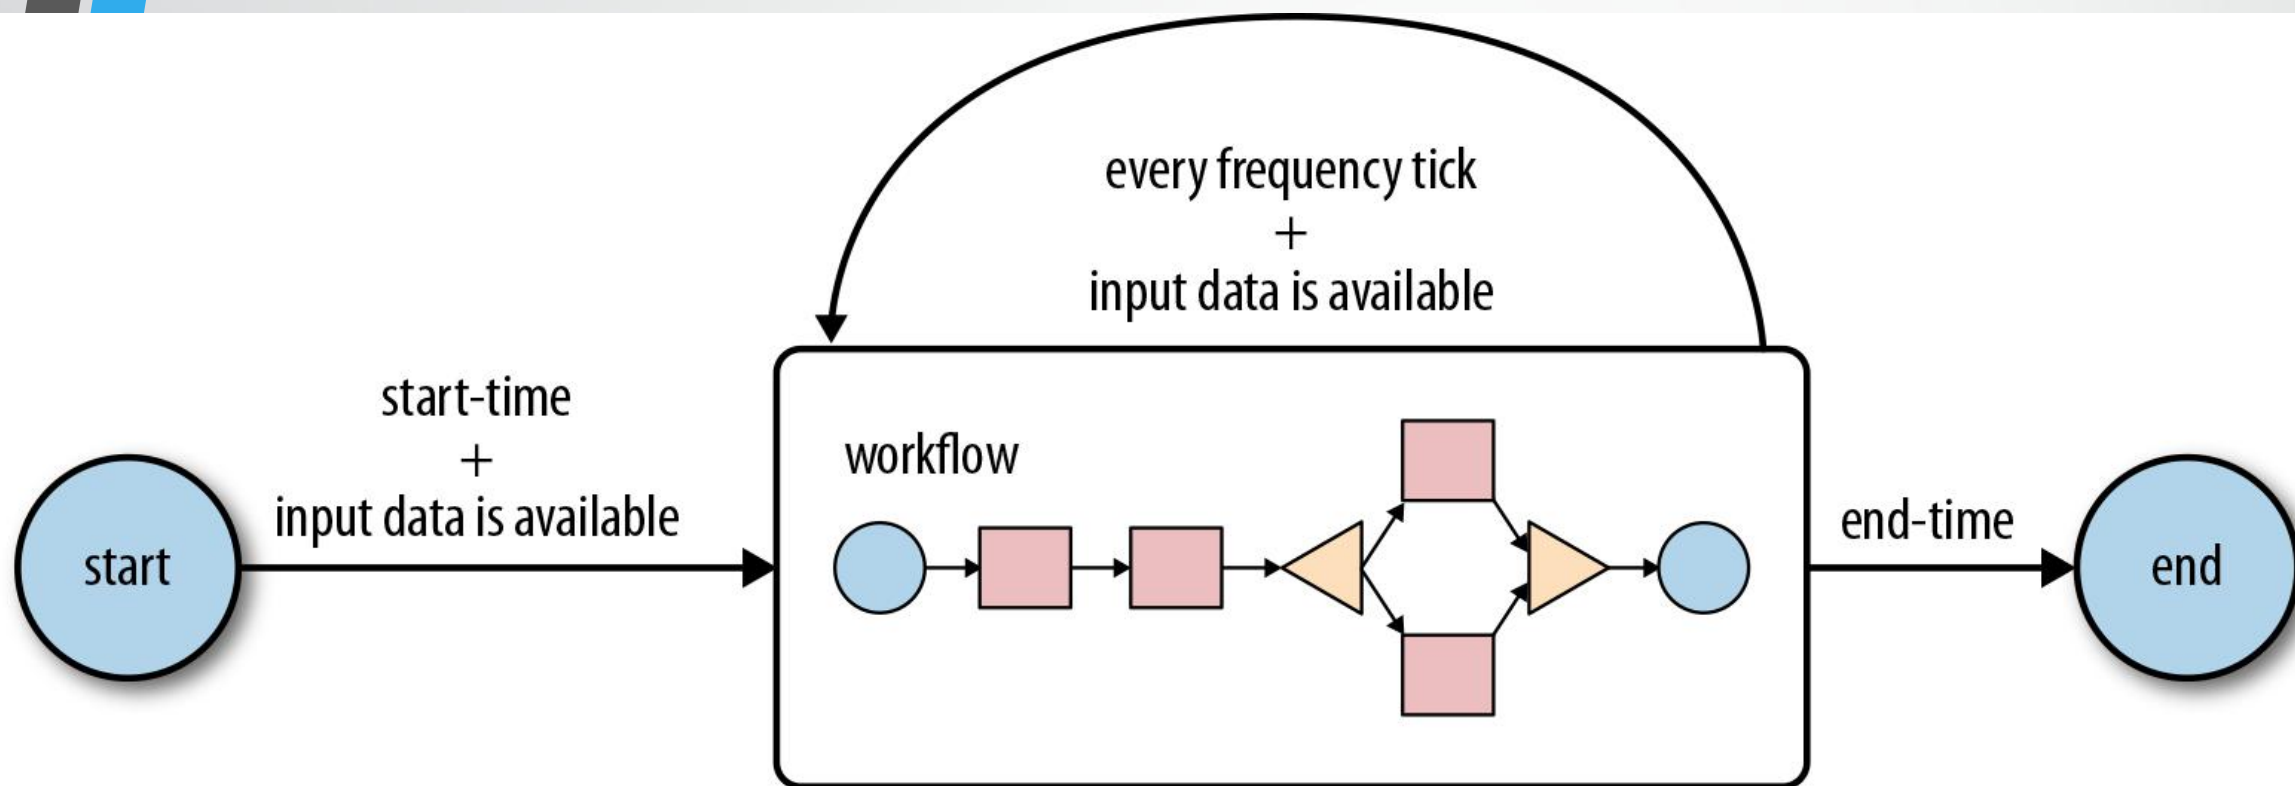 every frequency tick
+
input data is available
start-time
+
input data is available
start
workflow
end-time
end